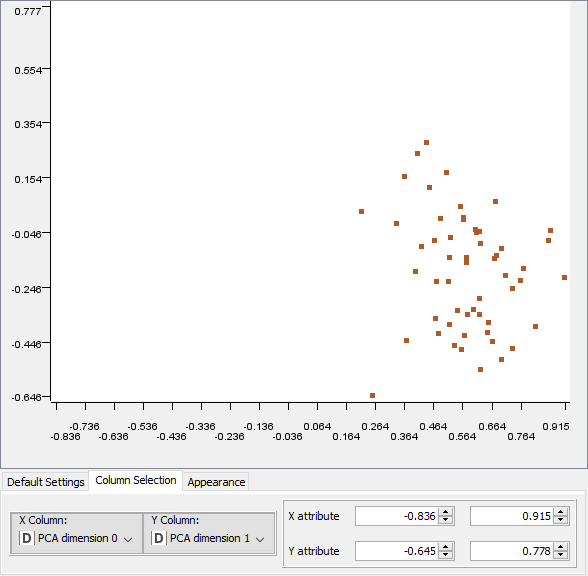 0.777
0.554
0.354
0.154
-0.046
-0.246
-0.446
-0.646
-0.736 -0.536 -0.336 -0.136 0.064 0.264 0.464 0.664 0.915
-0.836 -0.636 -0.436 -0.236 -0.036 0.164 0.364 0.564 0.764
Default Settings Column Selection Appearance
X Column: Y Column:
D PCA dimension 0 D PCA dimension 1
X attribute -0.836 0.915
Y attribute -0.645 0.778